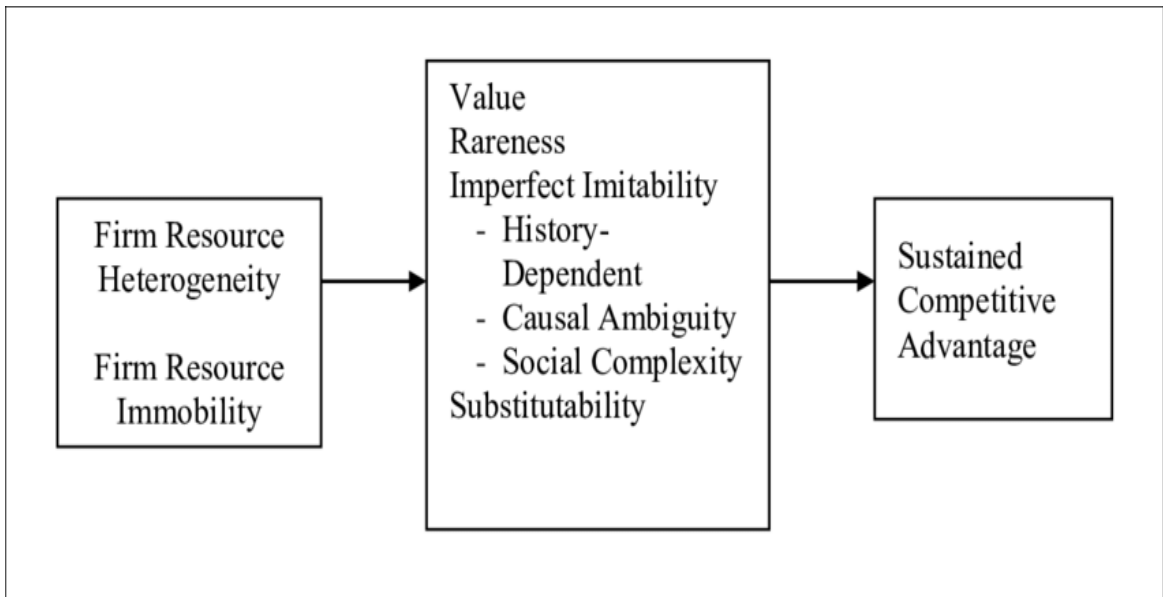 Firm Resource
Heterogeneity
Firm Resource
Immobility
Value
Rareness
Imperfect Imitability
- History-
Dependent
- Causal Ambiguity
- Social Complexity
Substitutability
Sustained
Competitive
Advantage